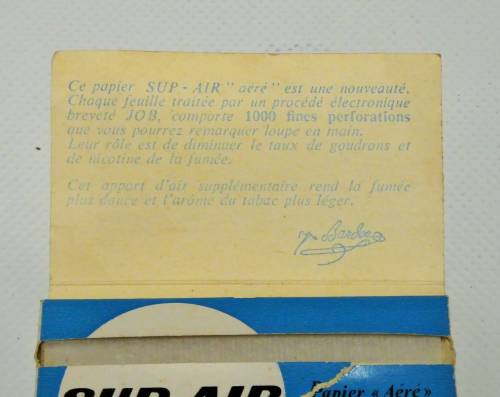 Ce papier SUP-AIR "aéré" est une nouveauté.
Chaque feuille traitée par un procédé électronique
breveté JOB, comporte 1000 fines perforations
que vous pourrez remarquer loupe en main.
Leur rôle est de diminuer le taux de goudrons et
de nicotine de la fumée.
Cet apport d'air supplémentaire rend la fumée
plus douce et l'arôme du tabac plus léger.
SUP-AIR
Papier « Aéré »